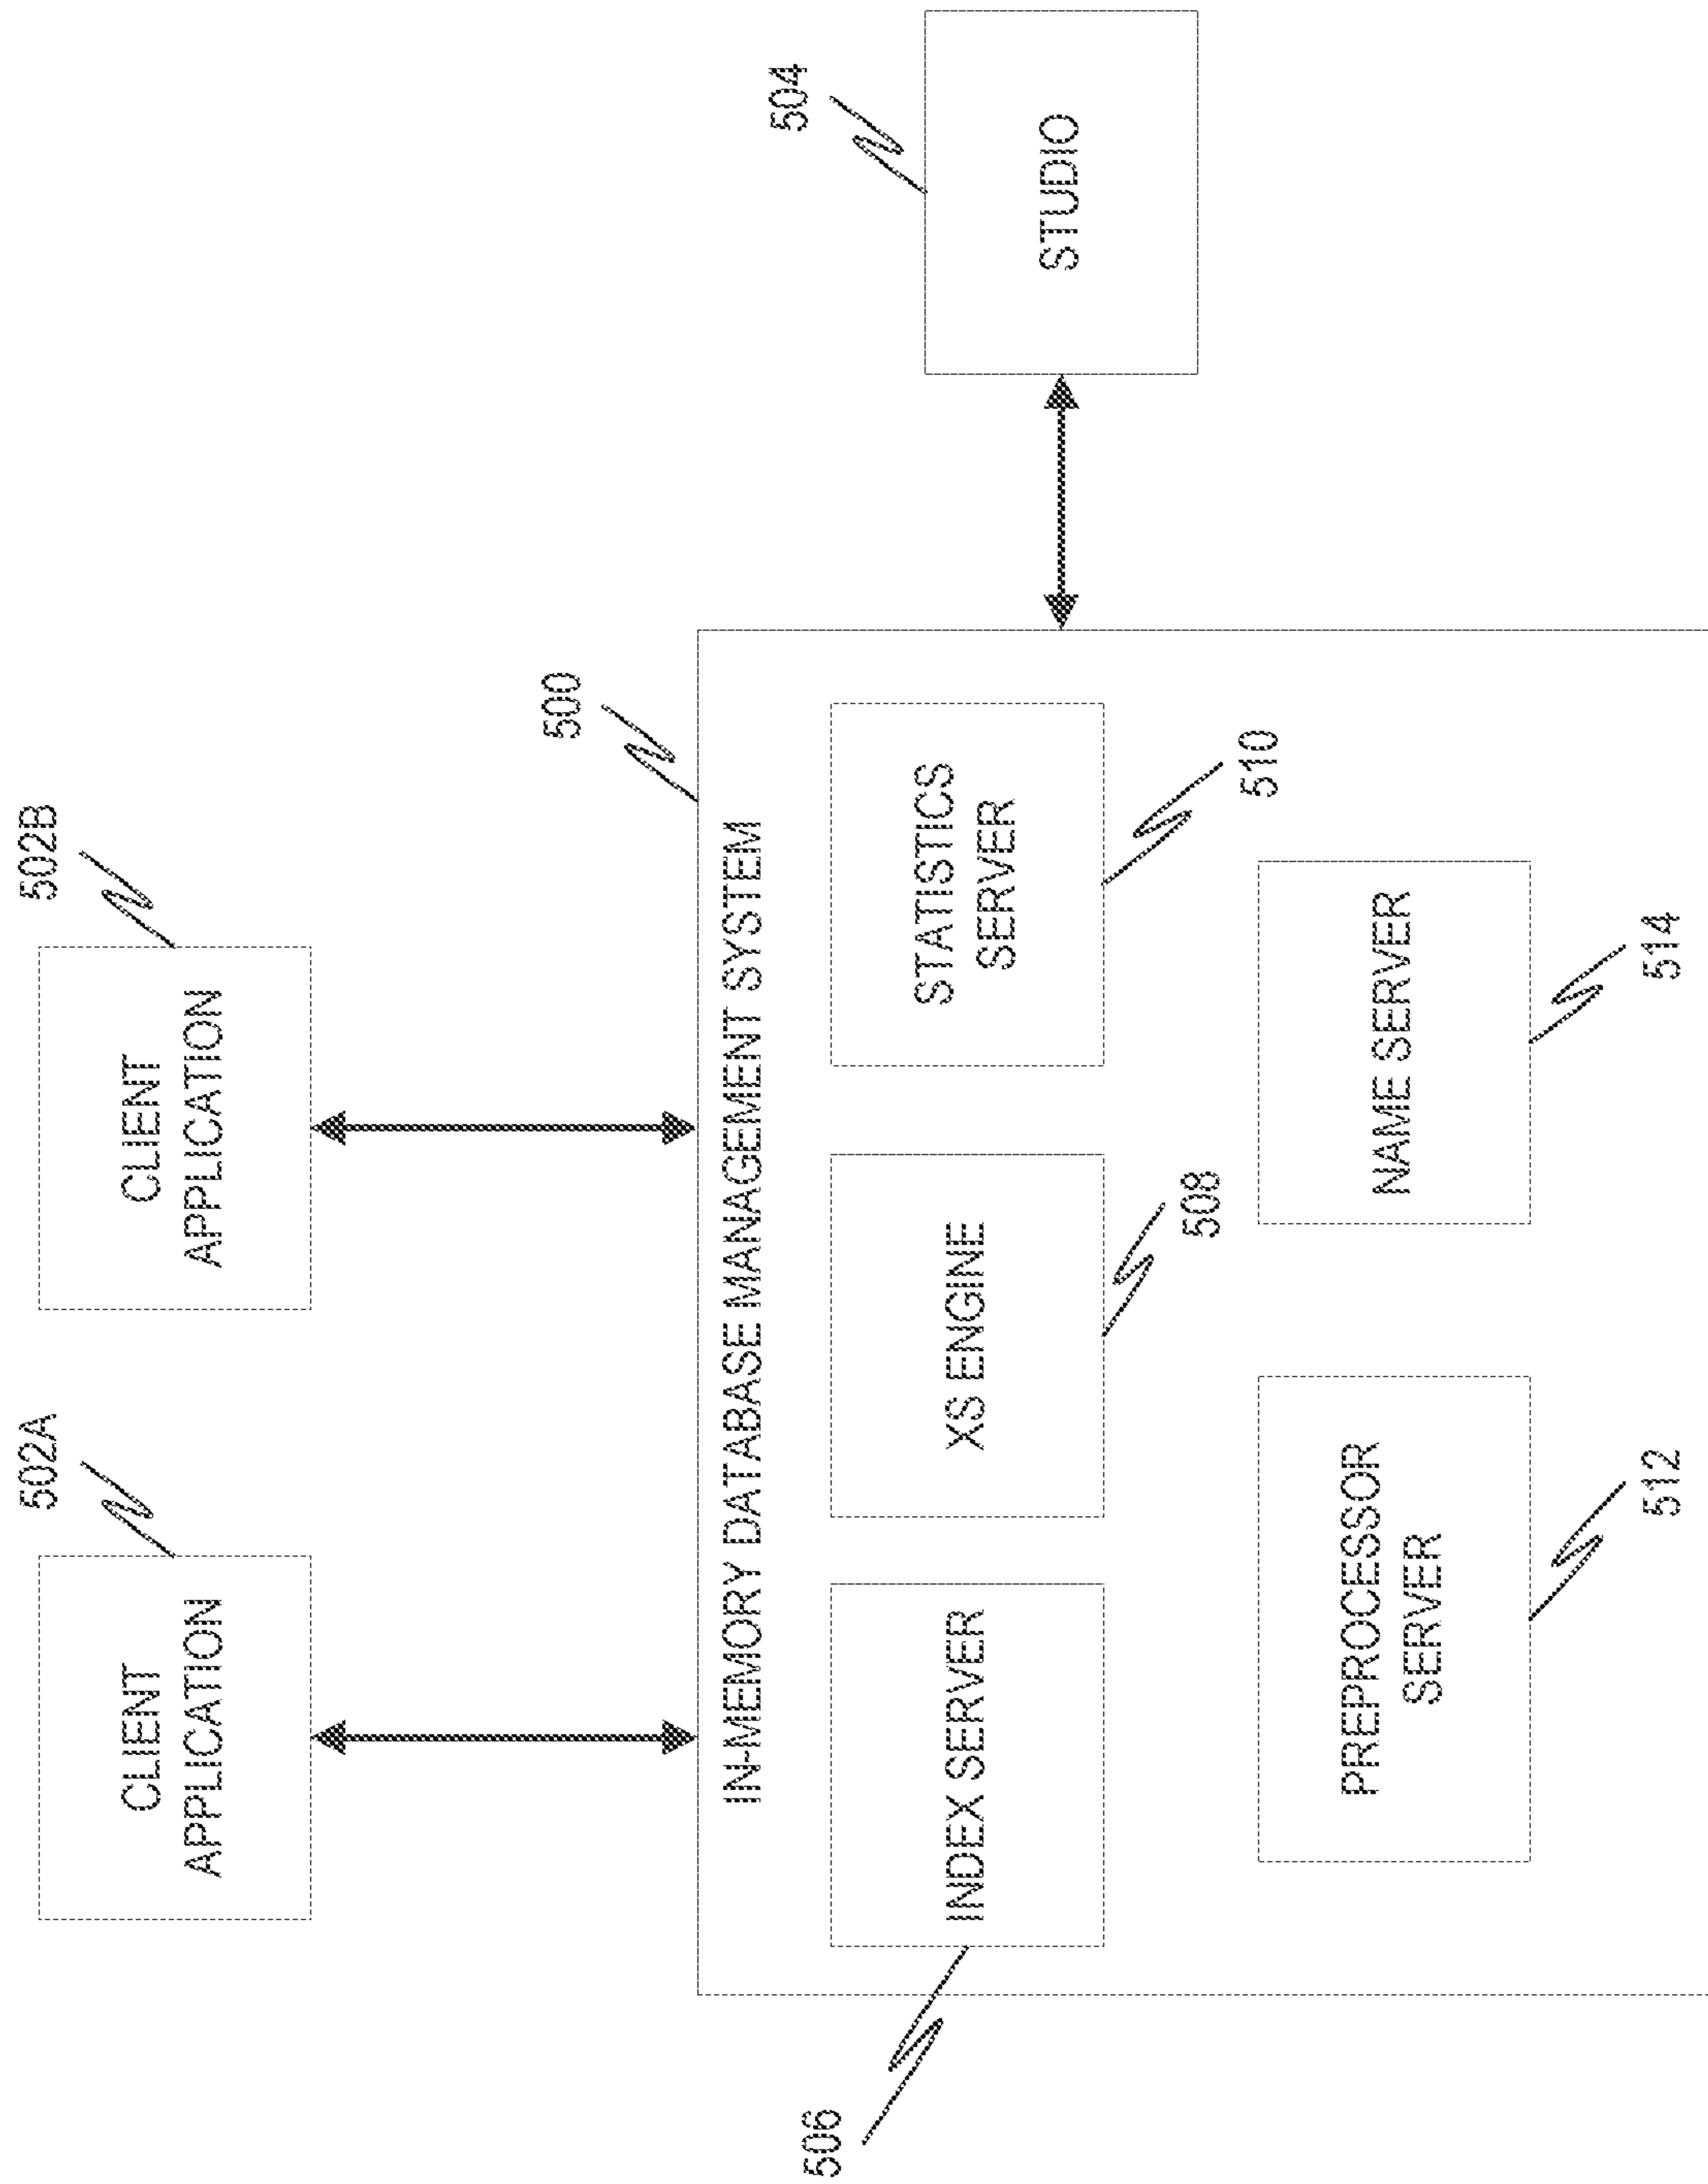 502A
502B
CLIENT
APPLICATION
CLIENT
APPLICATION
500
504
IN-MEMORY DATABASE MANAGEMENT SYSTEM
STUDIO
506
INDEX SERVER
XS ENGINE
STATISTICS
SERVER
508
510
PREPROCESSOR
SERVER
NAME SERVER
512
514